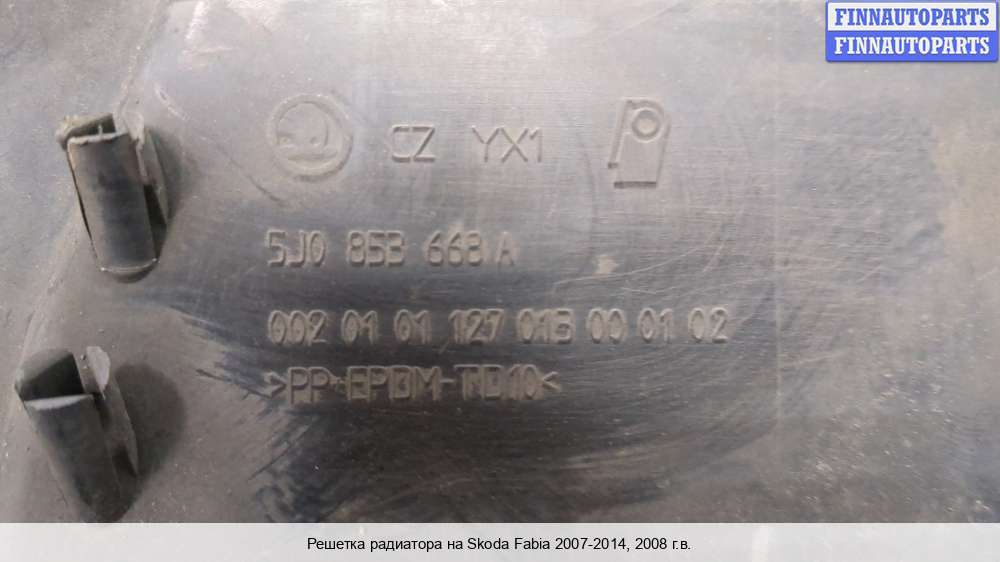 FINNAUTOPARTS
FINNAUTOPARTS
CZ YX1
5J0 853 668 A
002 01 01 127 015 00 01 02
>PP+EPDM-TD10<
Решетка радиатора на Skoda Fabia 2007-2014, 2008 г.в.